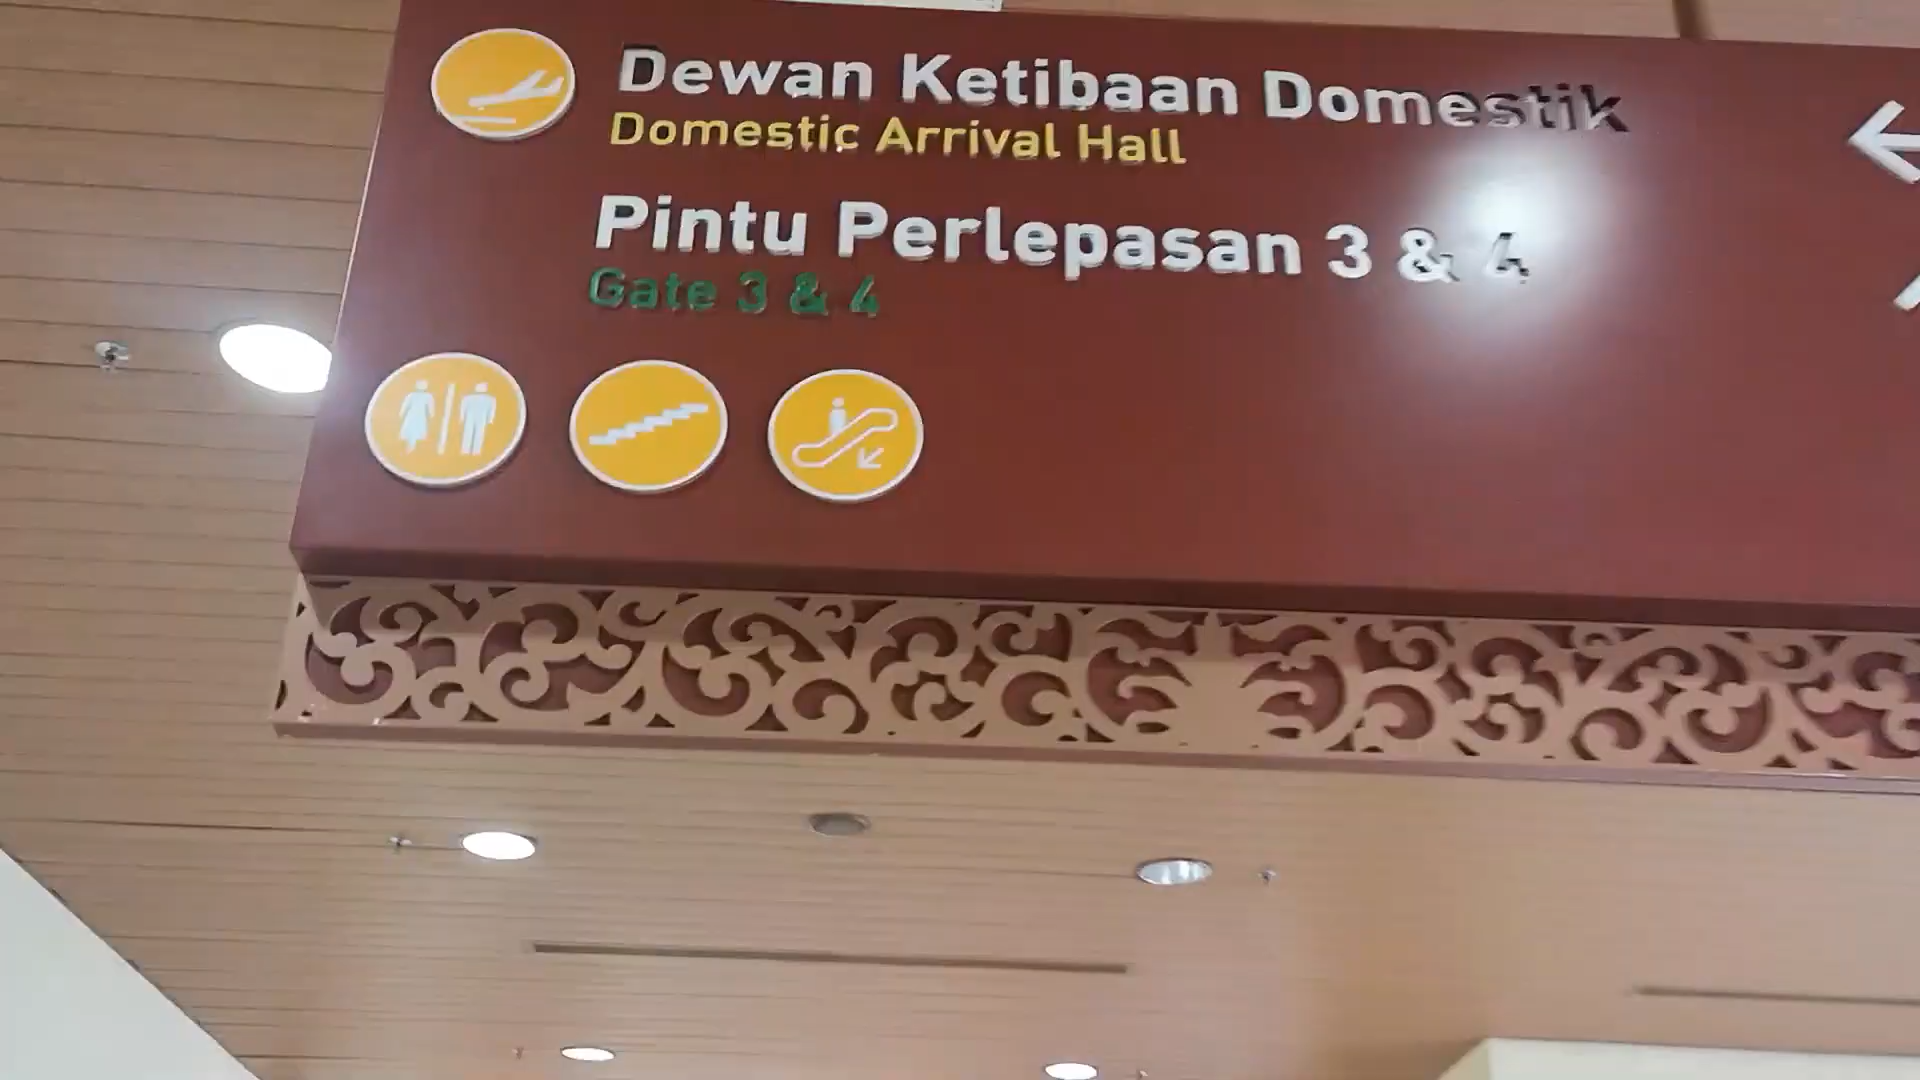 Dewan Ketibaan Domestik
Domestic Arrival Hall
Pintu Perlepasan 3 & 4
Gate 3 & 4